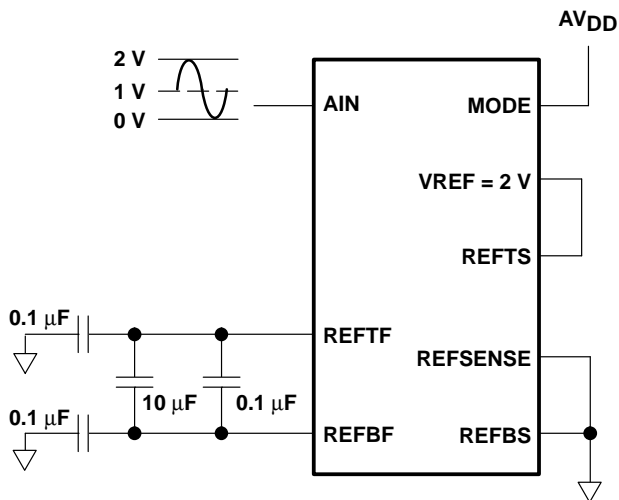 AVDD
2 V
1 V
0 V
AIN
MODE
VREF = 2 V
REFTS
0.1 μF
REFTF
REFSENSE
10 μF
0.1 μF
0.1 μF
REFBF
REFBS